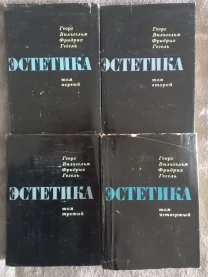 Георг
Вильгельм
Фридрих
Гегель
ЭСТЕТИКА
том
первый
Георг
Вильгельм
Фридрих
Гегель
ЭСТЕТИКА
том
второй
Георг
Вильгельм
Фридрих
Гегель
ЭСТЕТИКА
том
третий
Георг
Вильгельм
Фридрих
Гегель
ЭСТЕТИКА
том
четвертый